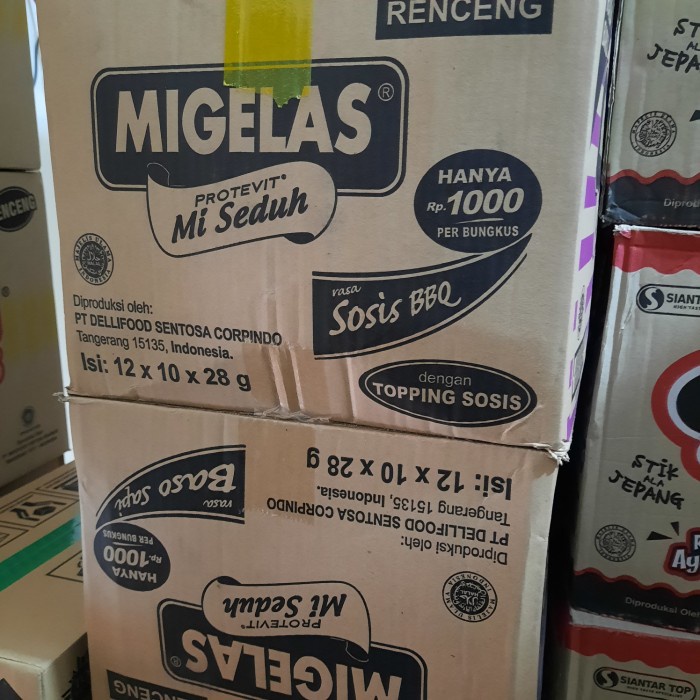 RENCENG
MIGELAS®
PROTEVIT®
Mi Seduh
HANYA
Rp.1000
PER BUNGKUS
rasa
Sosis BBQ
Diproduksi oleh:
PT DELLIFOOD SENTOSA CORPINDO
Tangerang 15135, Indonesia.
Isi: 12 x 10 x 28 g
dengan
TOPPING SOSIS
MIGELAS®
PROTEVIT®
Mi Seduh
HANYA
Rp.1000
PER BUNGKUS
rasa
Baso Sapi
Diproduksi oleh:
PT DELLIFOOD SENTOSA CORPINDO
Tangerang 15135, Indonesia.
Isi: 12 x 10 x 28 g
ALA
STIK
ALA
JEPANG
Diproduksi Oleh
SIANTAR TOP